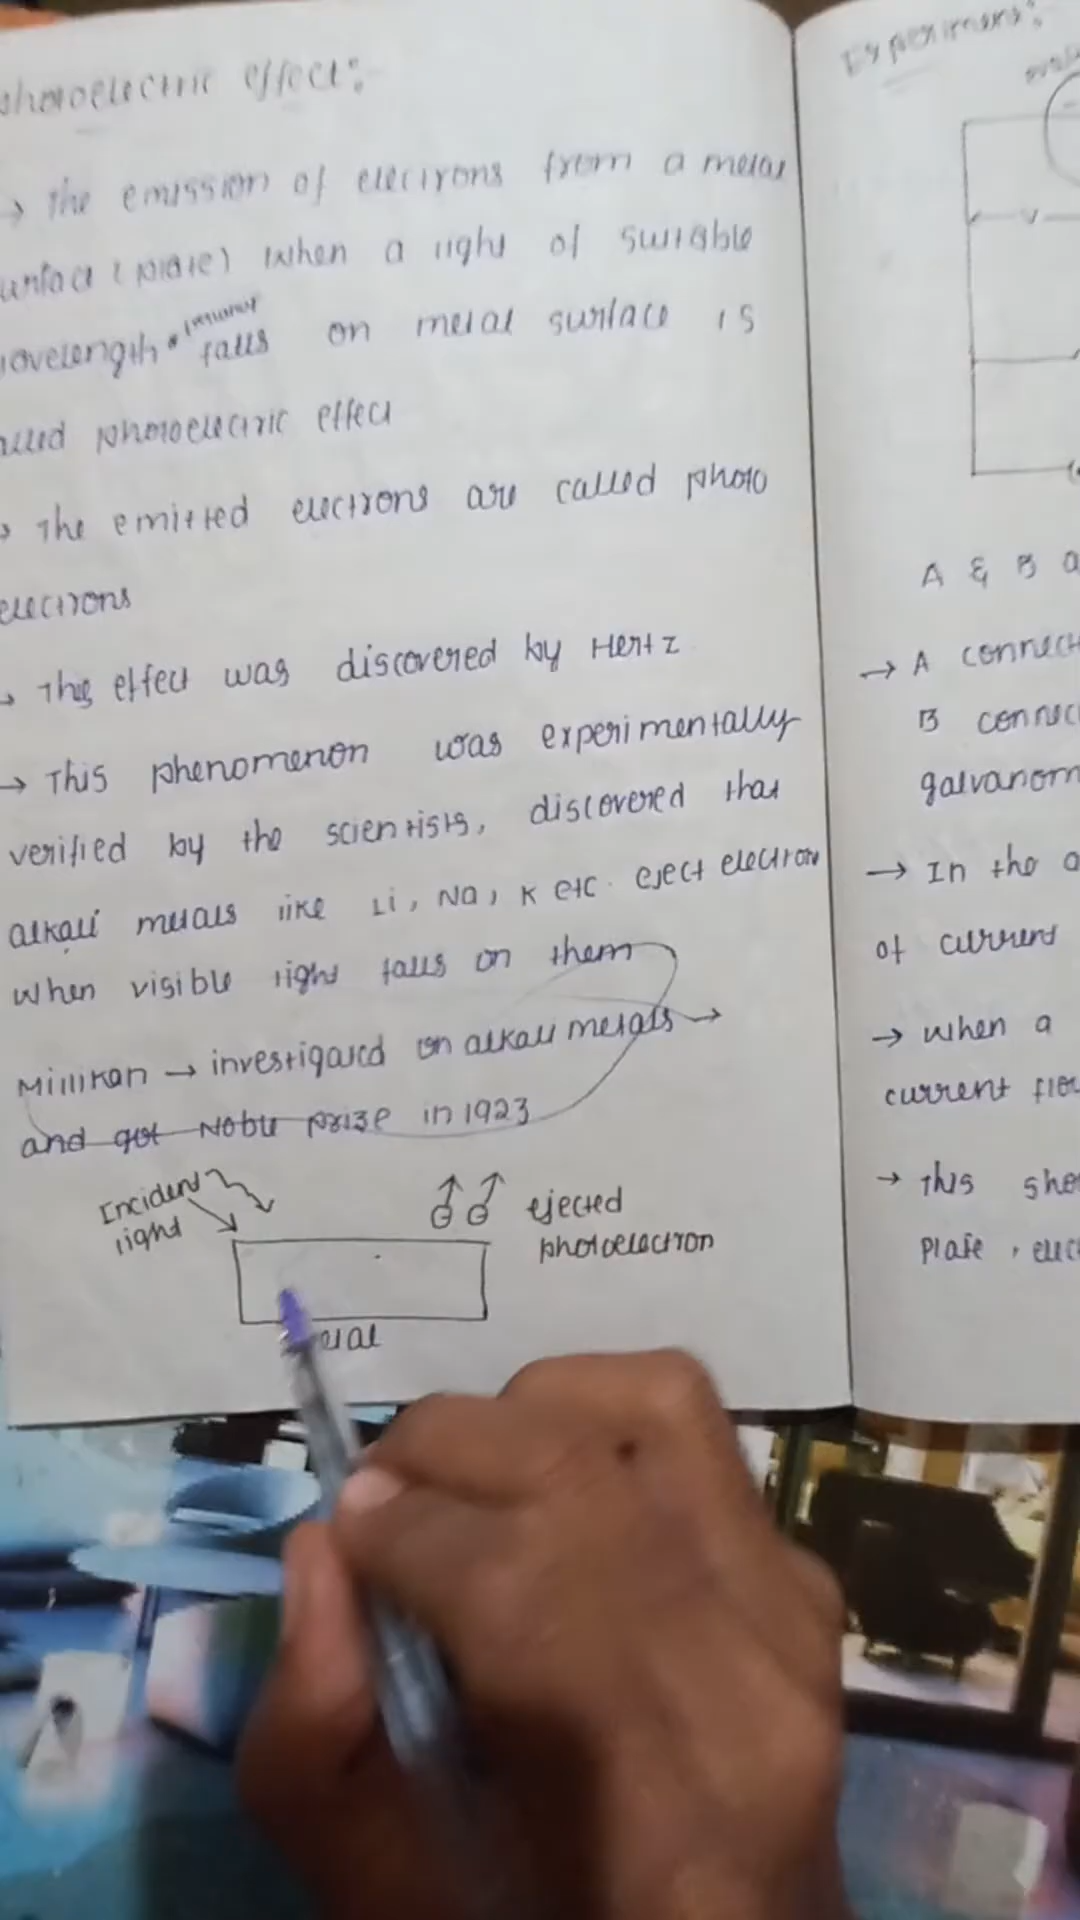 photoelectric effect:-
→ The emission of electrons from a metal
surface (plate) when a light of suitable
wavelength falls on metal surface is
called photoelectric effect
→ The emitted electrons are called photo
electrons
→ This effect was discovered by Hertz
→ This phenomenon was experimentally
verified by the scientists, discovered that
alkali metals like Li, Na, K etc. eject electron
when visible light falls on them
Millikan → investigated on alkali metals →
and got Noble prize in 1923
Incident
light
ejected
photoelectron
Experiment:-
V
A & B a
→ A connect
B connec
galvanom
→ In the a
of current
→ when a
current flo
→ This sho
Plate, elec